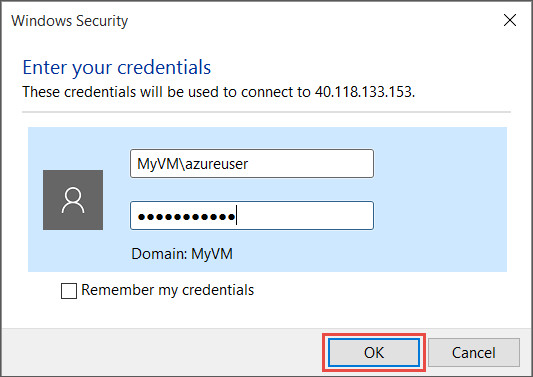 Windows Security
Enter your credentials
These credentials will be used to connect to 40.118.133.153.
MyVM\azureuser
●●●●●●●●●●●
Domain: MyVM
Remember my credentials
OK
Cancel